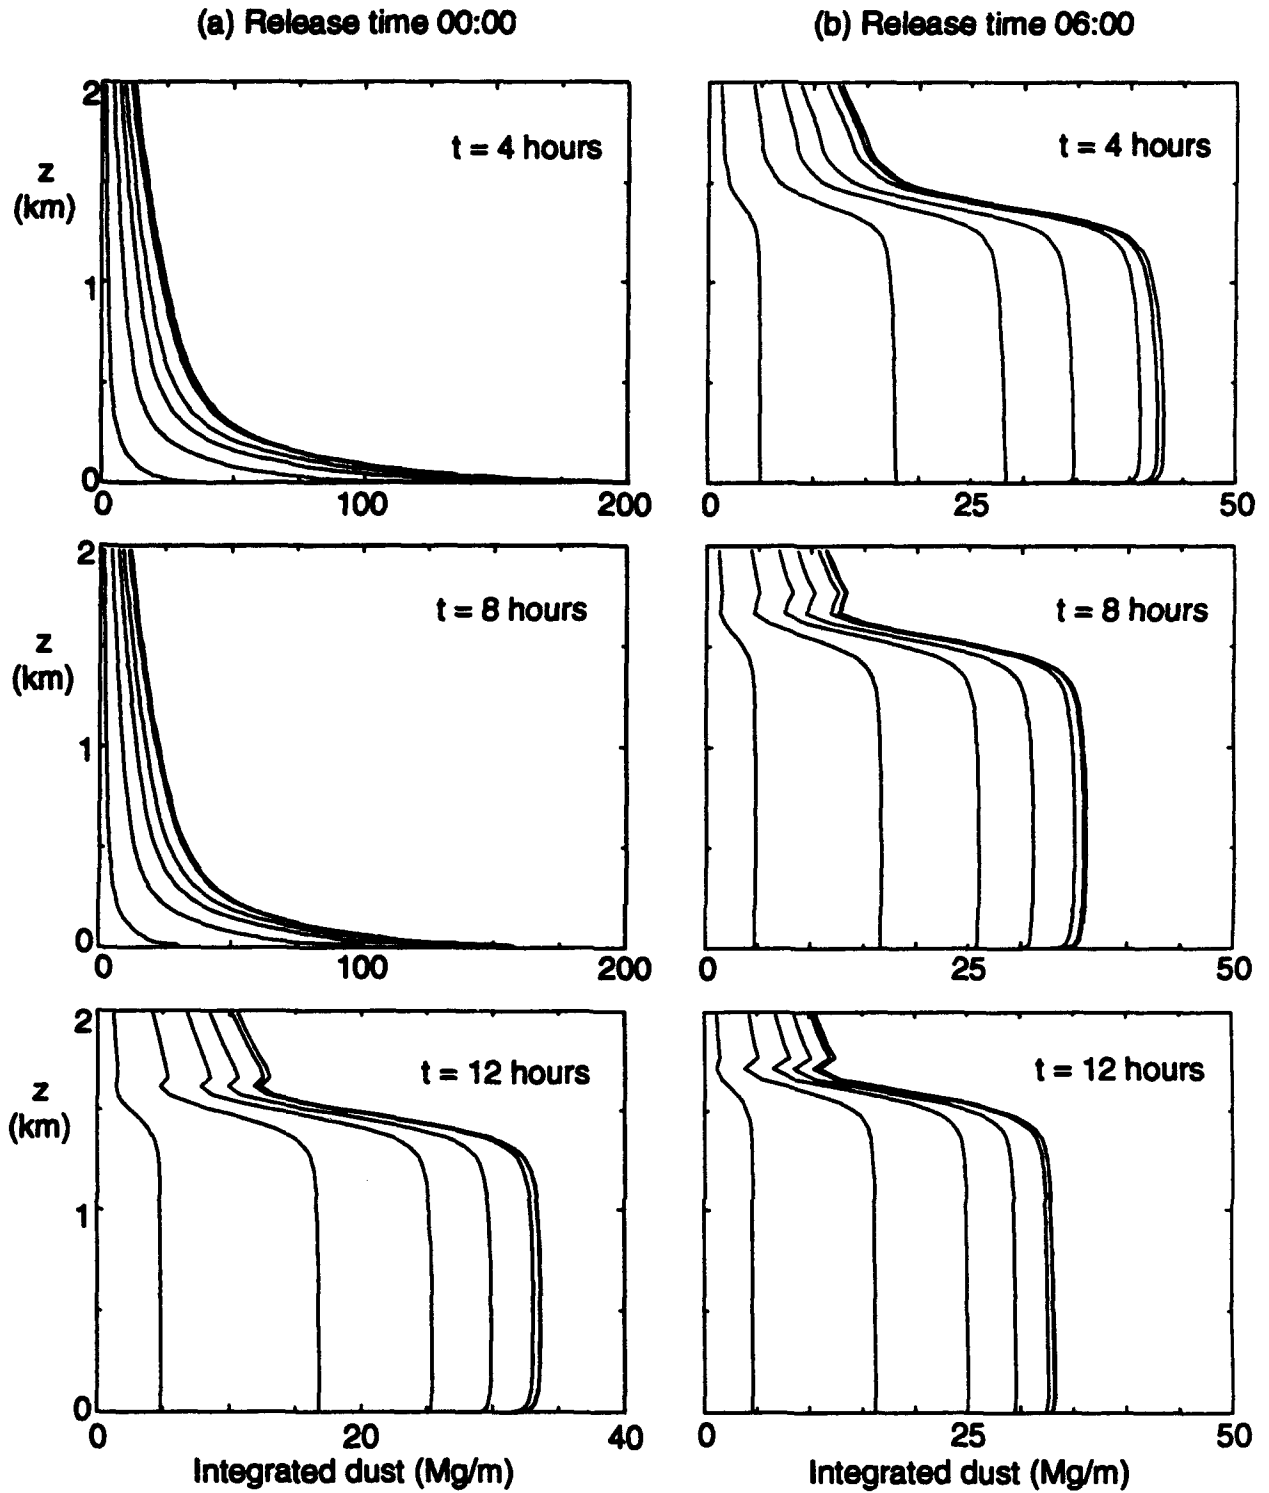 (a) Release time 00:00
(b) Release time 06:00
2
z
(km)
1
0
t = 4 hours
0 100 200
t = 4 hours
0 25 50
2
z
(km)
1
0
t = 8 hours
0 100 200
t = 8 hours
0 25 50
2
z
(km)
1
0
t = 12 hours
0 20 40
Integrated dust (Mg/m)
t = 12 hours
0 25 50
Integrated dust (Mg/m)